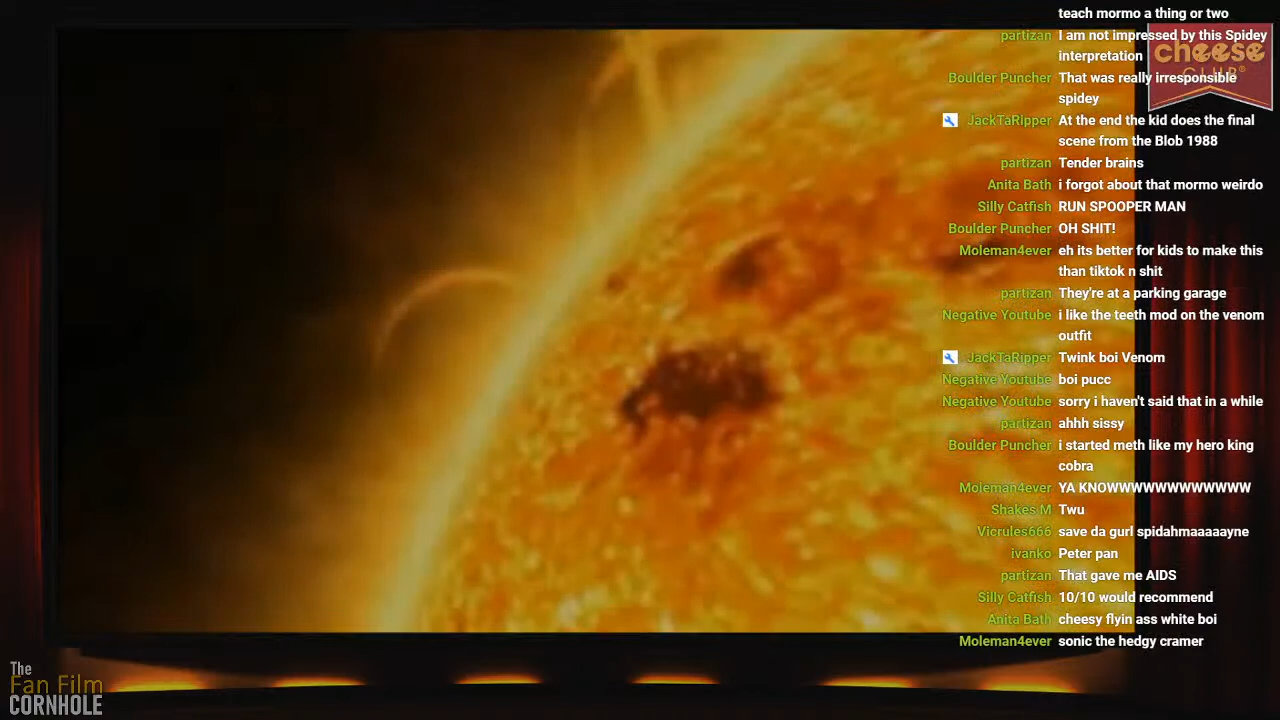 teach mormo a thing or two
partizan I am not impressed by this Spidey
interpretation
cheese
CLUB®
Boulder Puncher That was really irresponsible
spidey
JackTaRipper At the end the kid does the final
scene from the Blob 1988
partizan Tender brains
Anita Bath i forgot about that mormo weirdo
Silly Catfish RUN SPOOPER MAN
Boulder Puncher OH SHIT!
Moleman4ever eh its better for kids to make this
than tiktok n shit
partizan They're at a parking garage
Negative Youtube i like the teeth mod on the venom
outfit
JackTaRipper Twink boi Venom
Negative Youtube boi pucc
Negative Youtube sorry i haven't said that in a while
partizan ahhh sissy
Boulder Puncher i started meth like my hero king
cobra
Moleman4ever YA KNOWWWWWWWWWWWW
Shakes M Twu
Vicrules666 save da gurl spidahmaaaayne
ivanko Peter pan
partizan That gave me AIDS
Silly Catfish 10/10 would recommend
Anita Bath cheesy flyin ass white boi
Moleman4ever sonic the hedgy cramer
The
Fan Film
CORNHOLE